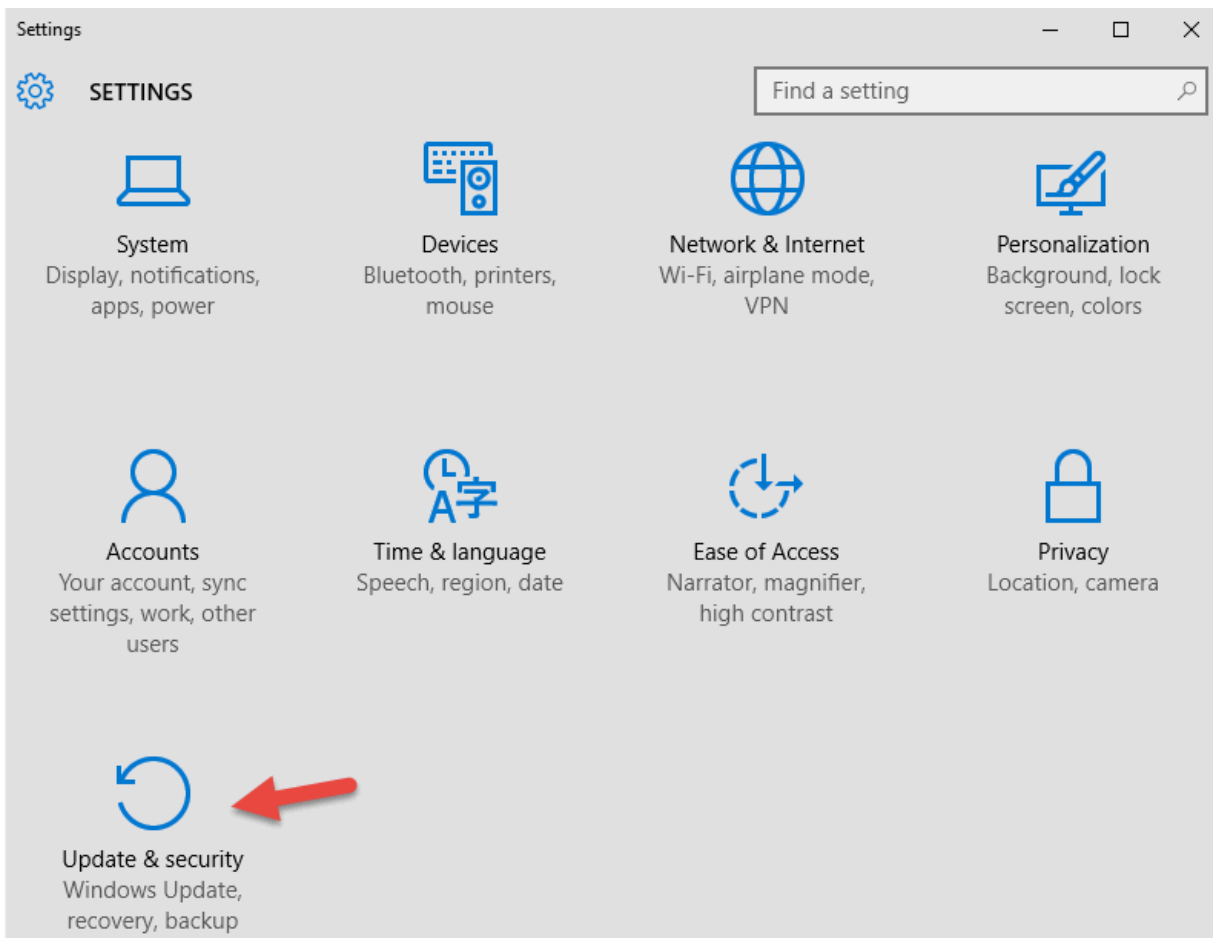 Settings
SETTINGS
Find a setting
System
Display, notifications,
apps, power
Devices
Bluetooth, printers,
mouse
Network & Internet
Wi-Fi, airplane mode,
VPN
Personalization
Background, lock
screen, colors
Accounts
Your account, sync
settings, work, other
users
A字
Time & language
Speech, region, date
Ease of Access
Narrator, magnifier,
high contrast
Privacy
Location, camera
Update & security
Windows Update,
recovery, backup